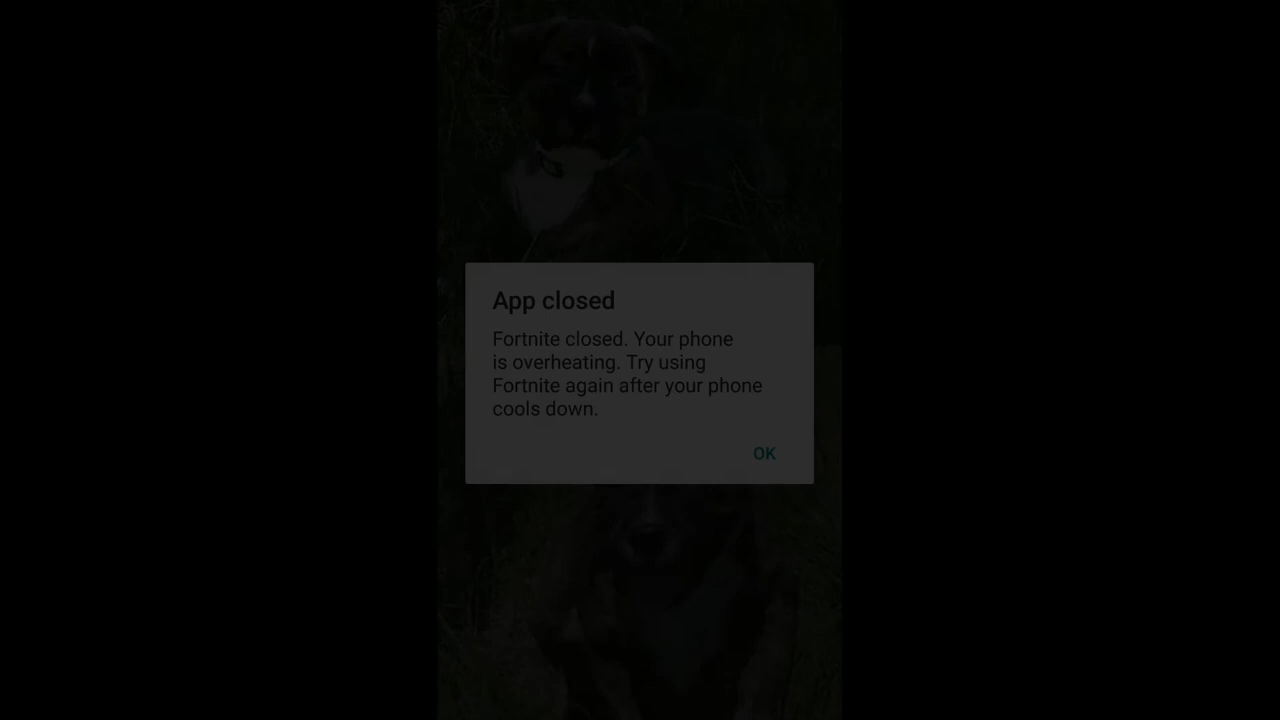 App closed
Fortnite closed. Your phone
is overheating. Try using
Fortnite again after your phone
cools down.
OK